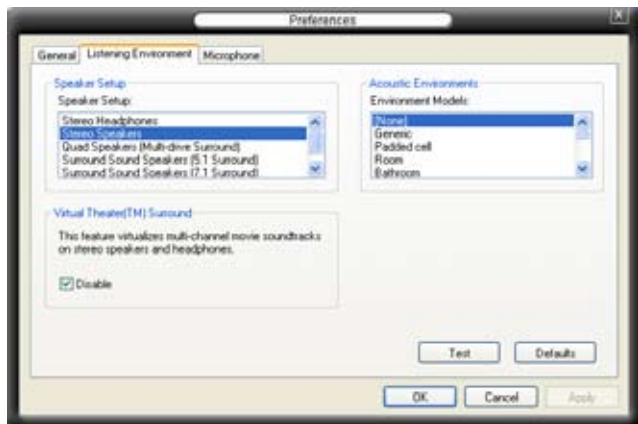 Preferences
X
General Listening Environment Microphone
Speaker Setup
Speaker Setup:
Stereo Headphones
Stereo Speakers
Quad Speakers (Multi-drive Surround)
Surround Sound Speakers (5.1 Surround)
Surround Sound Speakers (7.1 Surround)
Acoustic Environments
Environment Models:
(None)
Generic
Padded cell
Room
Bathroom
Virtual Theater(TM) Surround
This feature virtualizes multi-channel movie soundtracks
on stereo speakers and headphones.
Disable
Test Defaults
OK Cancel Apply